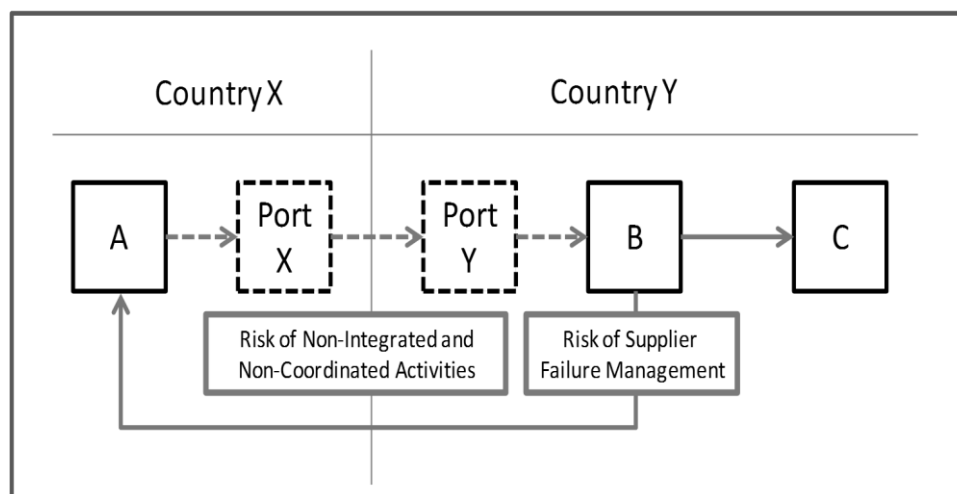 Country X
Country Y
A
Port
X
Port
Y
B
C
Risk of Non-Integrated and
Non-Coordinated Activities
Risk of Supplier
Failure Management